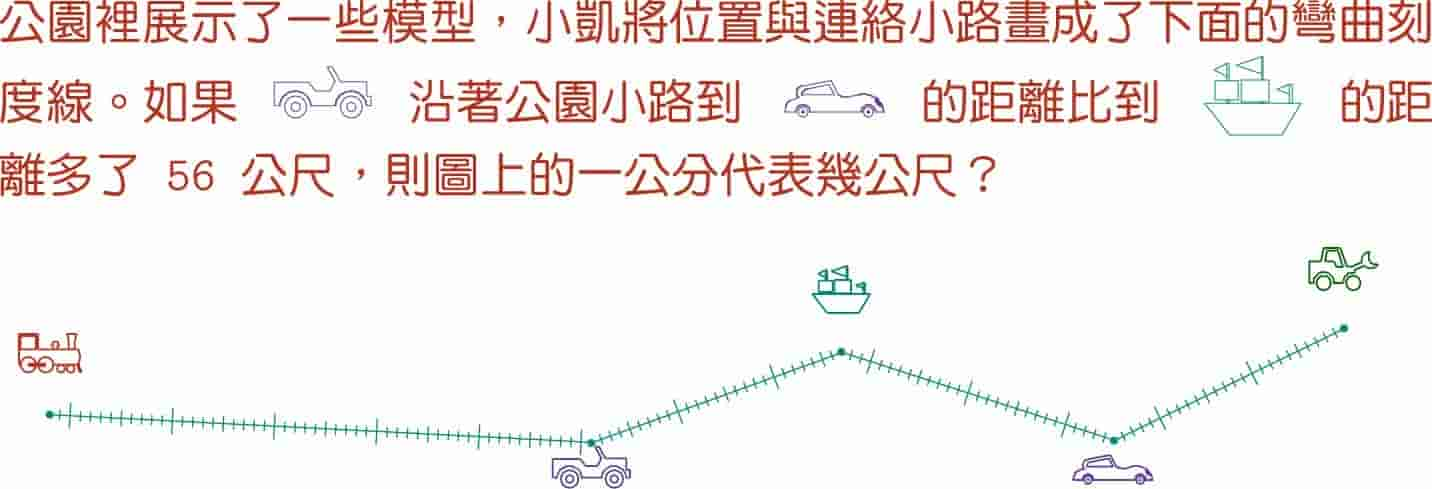 公園裡展示了一些模型，小凱將位置與連絡小路畫成了下面的彎曲刻
度線。如果 沿著公園小路到 的距離比到 的距
離多了 56 公尺，則圖上的一公分代表幾公尺？